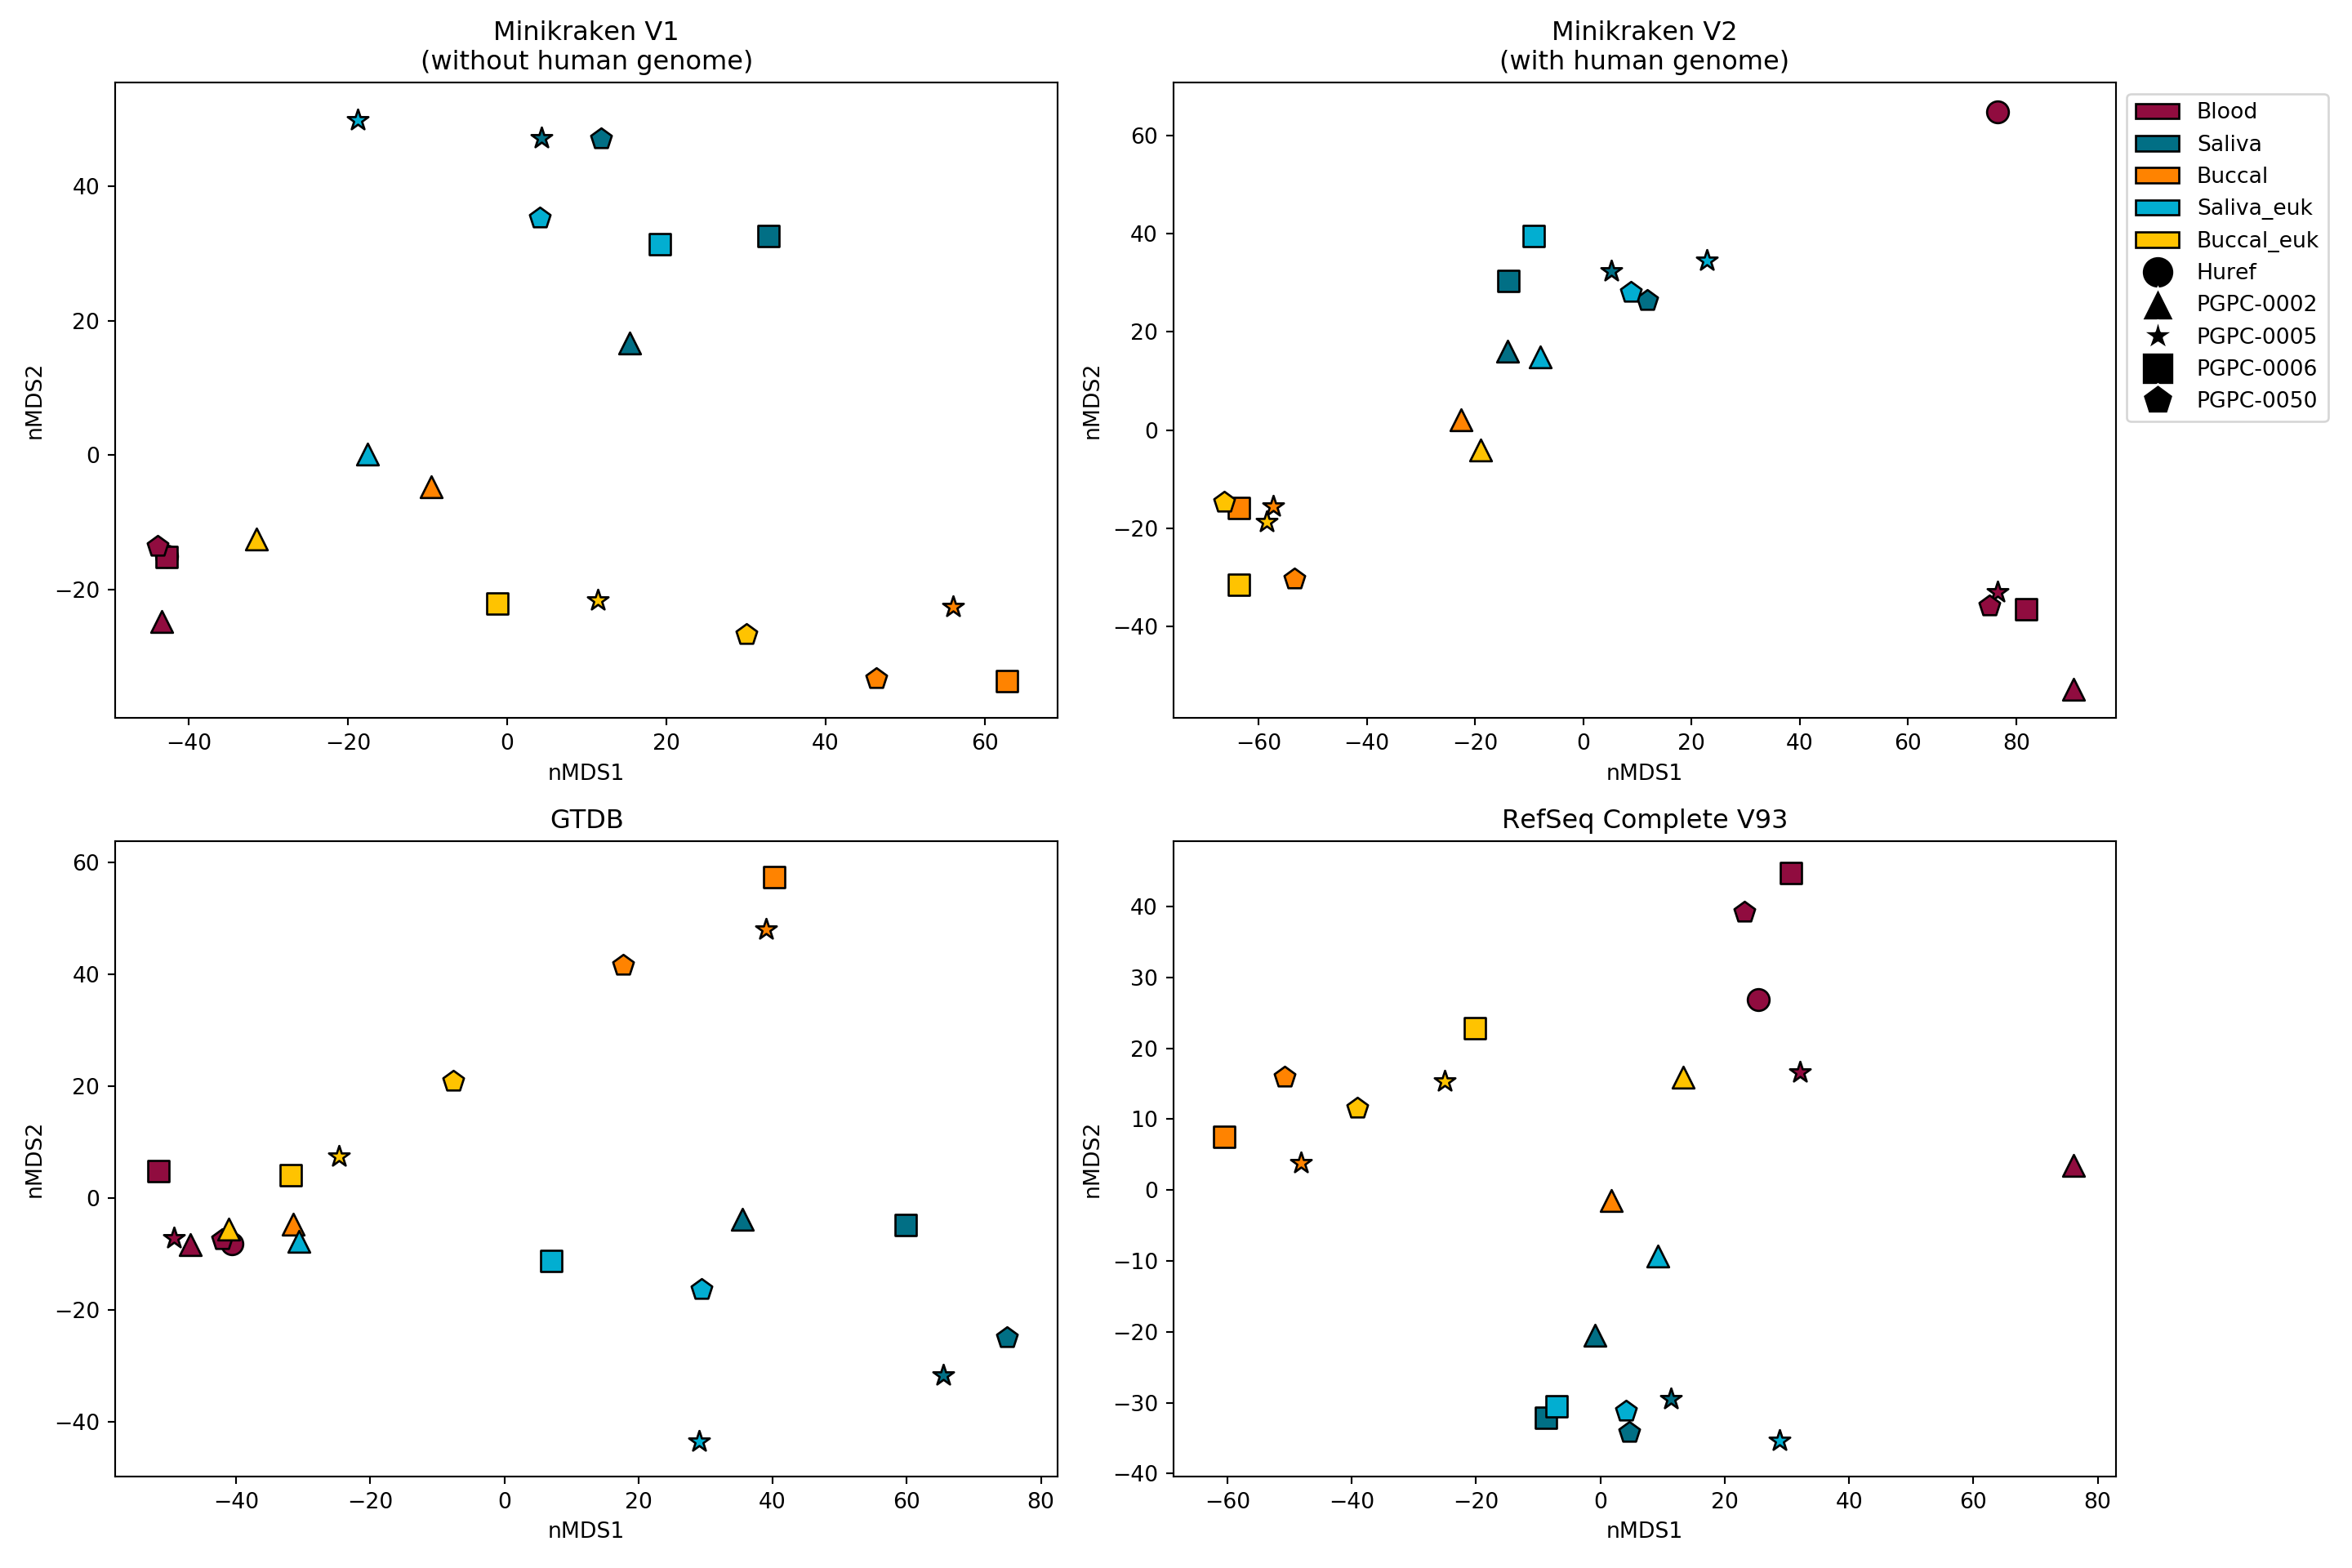 Minikraken V1
(without human genome)
nMDS2
40
20
0
−20
−40
−20
0
20
40
60
nMDS1
Minikraken V2
(with human genome)
nMDS2
60
40
20
0
−20
−40
−60
−40
−20
0
20
40
60
80
nMDS1
Blood
Saliva
Buccal
Saliva_euk
Buccal_euk
Huref
PGPC-0002
PGPC-0005
PGPC-0006
PGPC-0050
GTDB
nMDS2
60
40
20
0
−20
−40
−40
−20
0
20
40
60
80
nMDS1
RefSeq Complete V93
nMDS2
40
30
20
10
0
−10
−20
−30
−40
−60
−40
−20
0
20
40
60
80
nMDS1